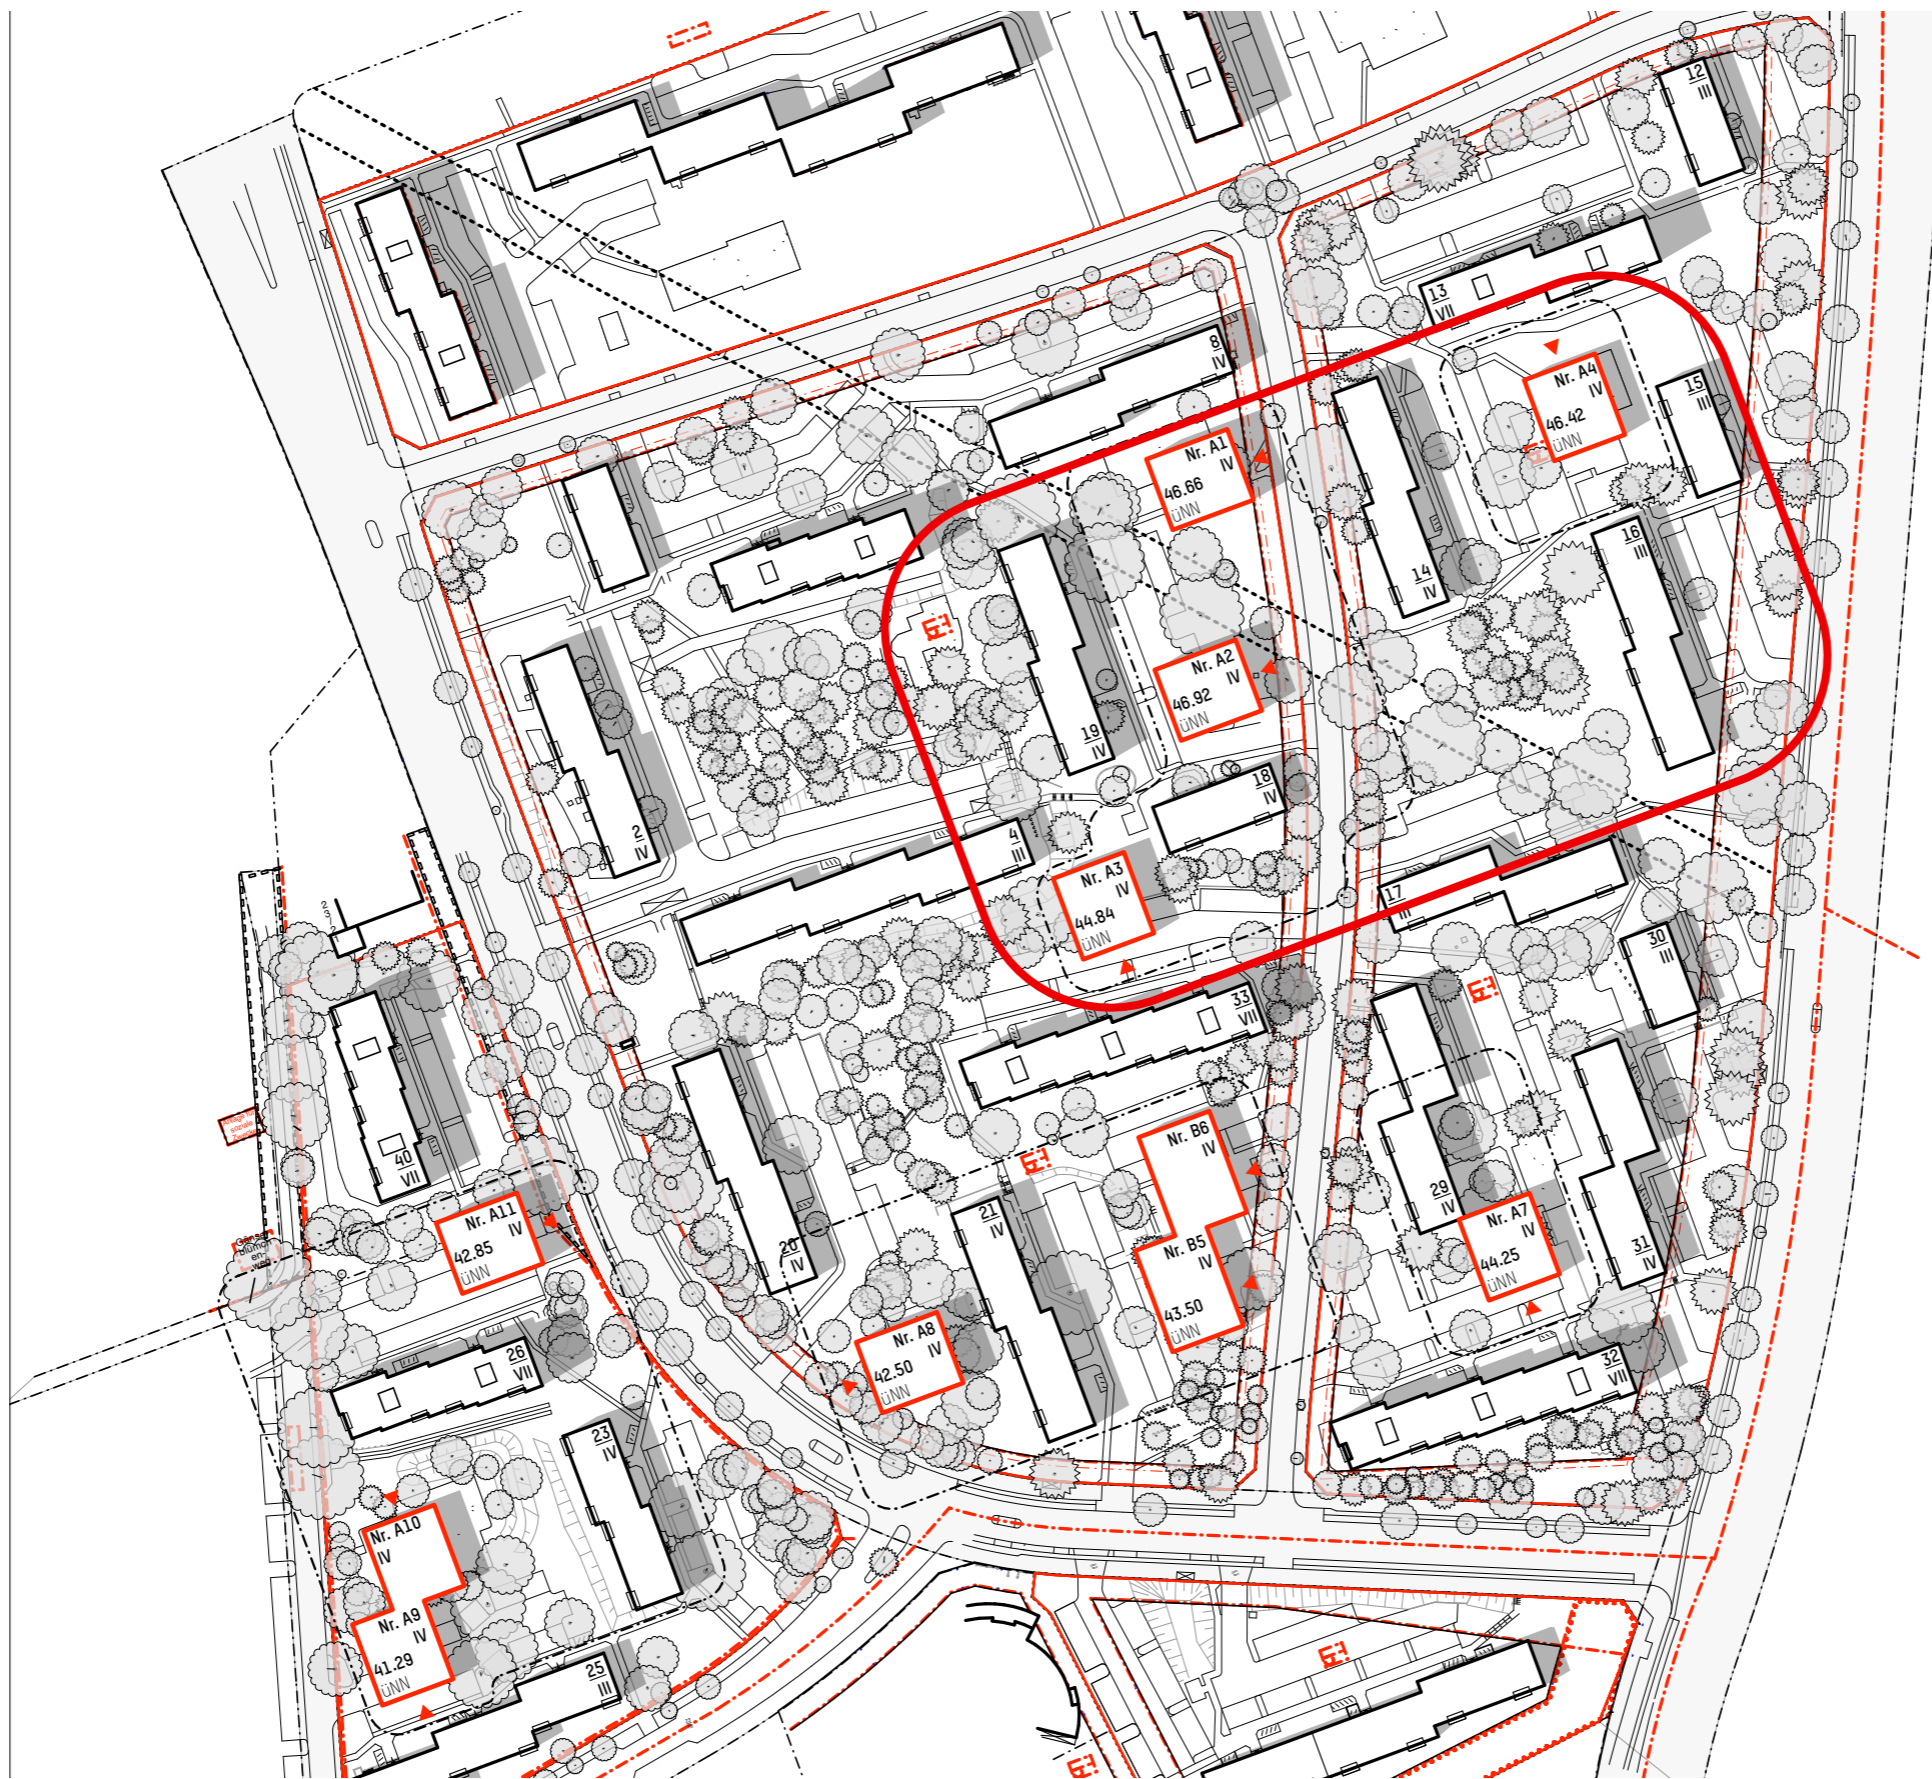 12
III
13
VII
8
IV
Nr. A4
IV
46.42
üNN
15
III
Nr. A1
IV
46.66
üNN
16
III
14
IV
Nr. A2
IV
46.92
üNN
19
IV
18
IV
2
IV
4
III
Nr. A3
IV
44.84
üNN
17
III
30
III
33
VII
40
VII
Nr. B6
IV
29
IV
Nr. A11
IV
42.85
üNN
20
IV
21
IV
Nr. B5
IV
43.50
üNN
Nr. A7
IV
44.25
üNN
31
IV
Nr. A8
IV
42.50
üNN
26
VII
32
VII
23
IV
Nr. A10
IV
Nr. A9
IV
41.29
üNN
25
III